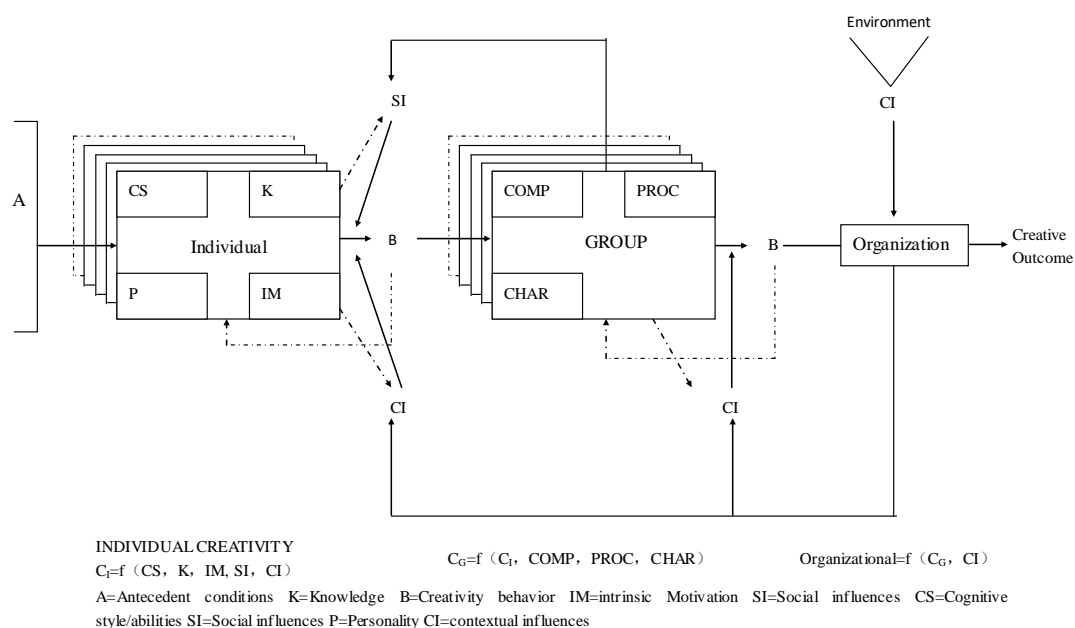 Environment
CI
SI
A
CS
K
COMP
PROC
Individual
B
GROUP
B
Organization
Creative
Outcome
P
IM
CHAR
CI
CI
INDIVIDUAL CREATIVITY
C_I=f（CS，K，IM, SI，CI）
C_G=f（C_I，COMP，PROC，CHAR）
Organizational=f（C_G，CI）
A=Antecedent conditions K=Knowledge B=Creativity behavior IM=intrinsic Motivation SI=Social influences CS=Cognitive
style/abilities SI=Social influences P=Personality CI=contextual influences